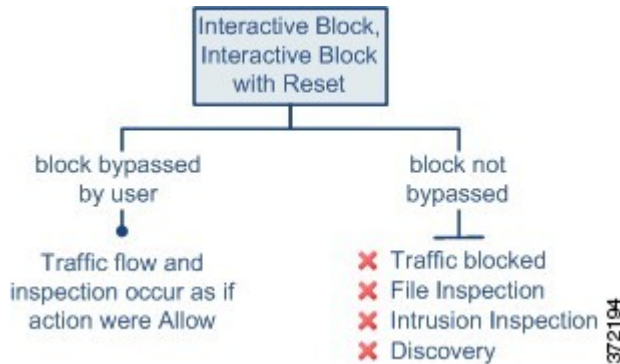 Interactive Block,
Interactive Block
with Reset
block bypassed
by user
Traffic flow and
inspection occur as if
action were Allow
block not
bypassed
Traffic blocked
File Inspection
Intrusion Inspection
Discovery
372194